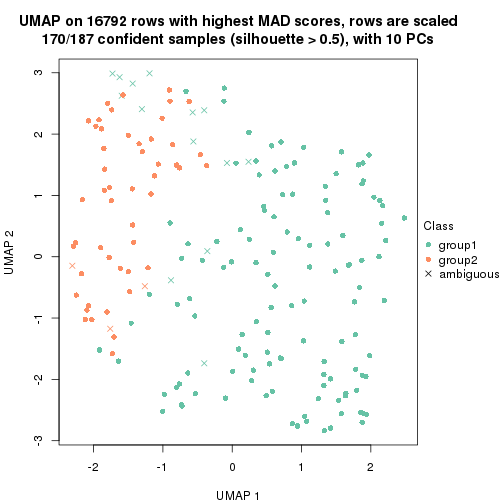 UMAP on 16792 rows with highest MAD scores, rows are scaled
170/187 confident samples (silhouette > 0.5), with 10 PCs
3
2
1
0
-1
-2
-3
UMAP 2
-2
-1
0
1
2
UMAP 1
Class
group1
group2
ambiguous